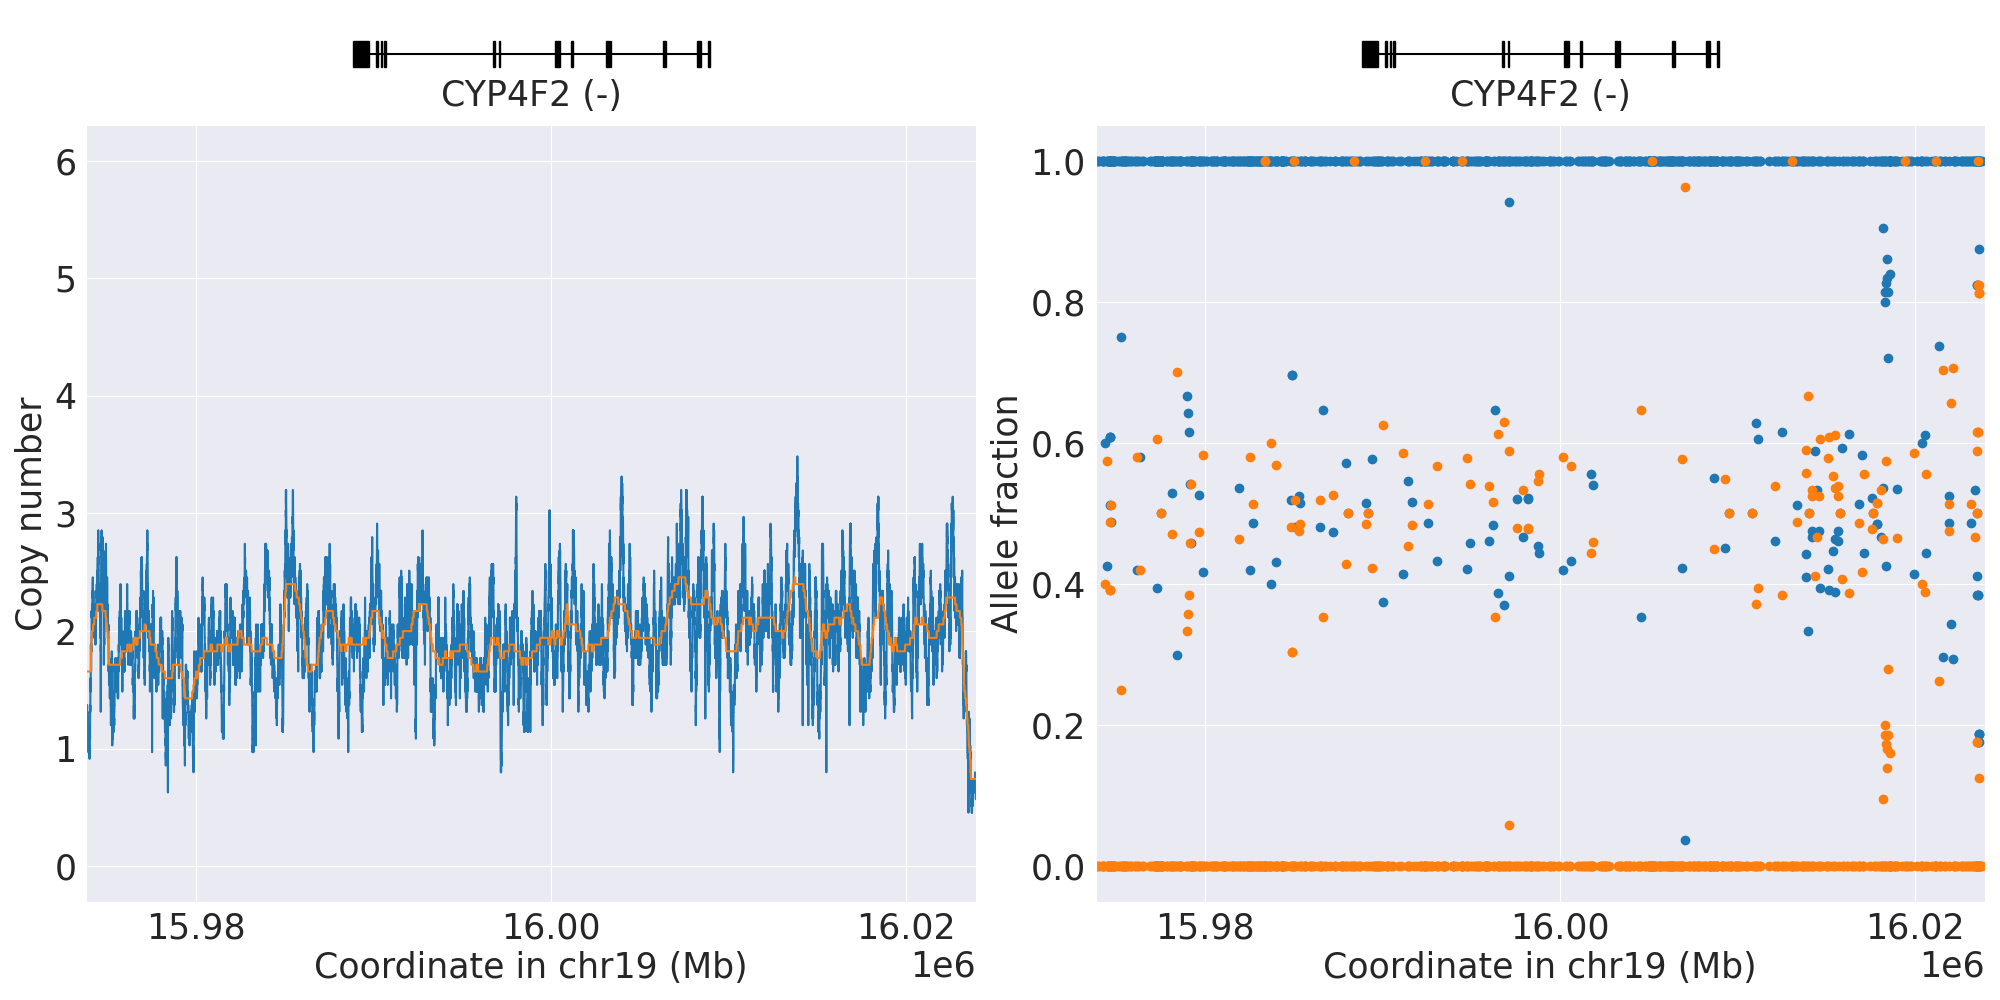 CYP4F2 (-)
6
5
4
3
2
1
0
Copy number
15.98
16.00
16.02
Coordinate in chr19 (Mb)
1e6
CYP4F2 (-)
1.0
0.8
0.6
0.4
0.2
0.0
Allele fraction
15.98
16.00
16.02
Coordinate in chr19 (Mb)
1e6